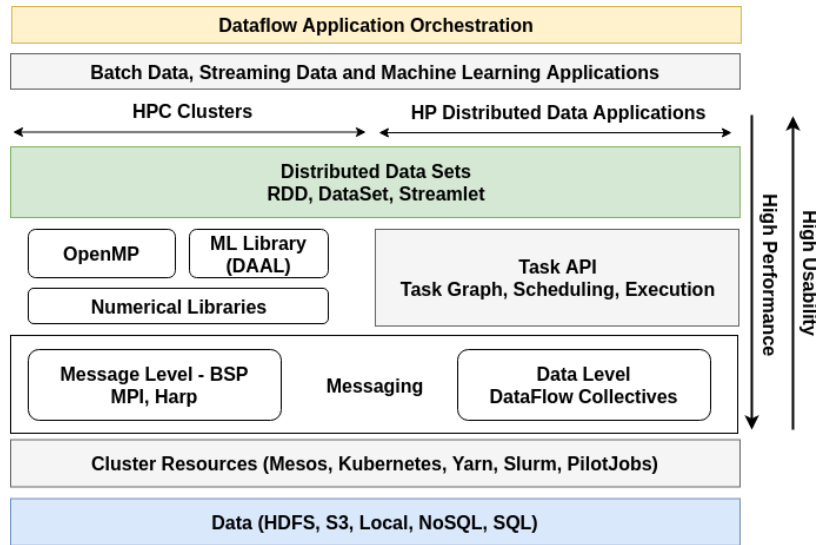 Dataflow Application Orchestration
Batch Data, Streaming Data and Machine Learning Applications
HPC Clusters
HP Distributed Data Applications
Distributed Data Sets
RDD, DataSet, Streamlet
OpenMP
ML Library
(DAAL)
Numerical Libraries
Task API
Task Graph, Scheduling, Execution
Message Level - BSP
MPI, Harp
Messaging
Data Level
DataFlow Collectives
Cluster Resources (Mesos, Kubernetes, Yarn, Slurm, PilotJobs)
Data (HDFS, S3, Local, NoSQL, SQL)
High Performance
High Usability